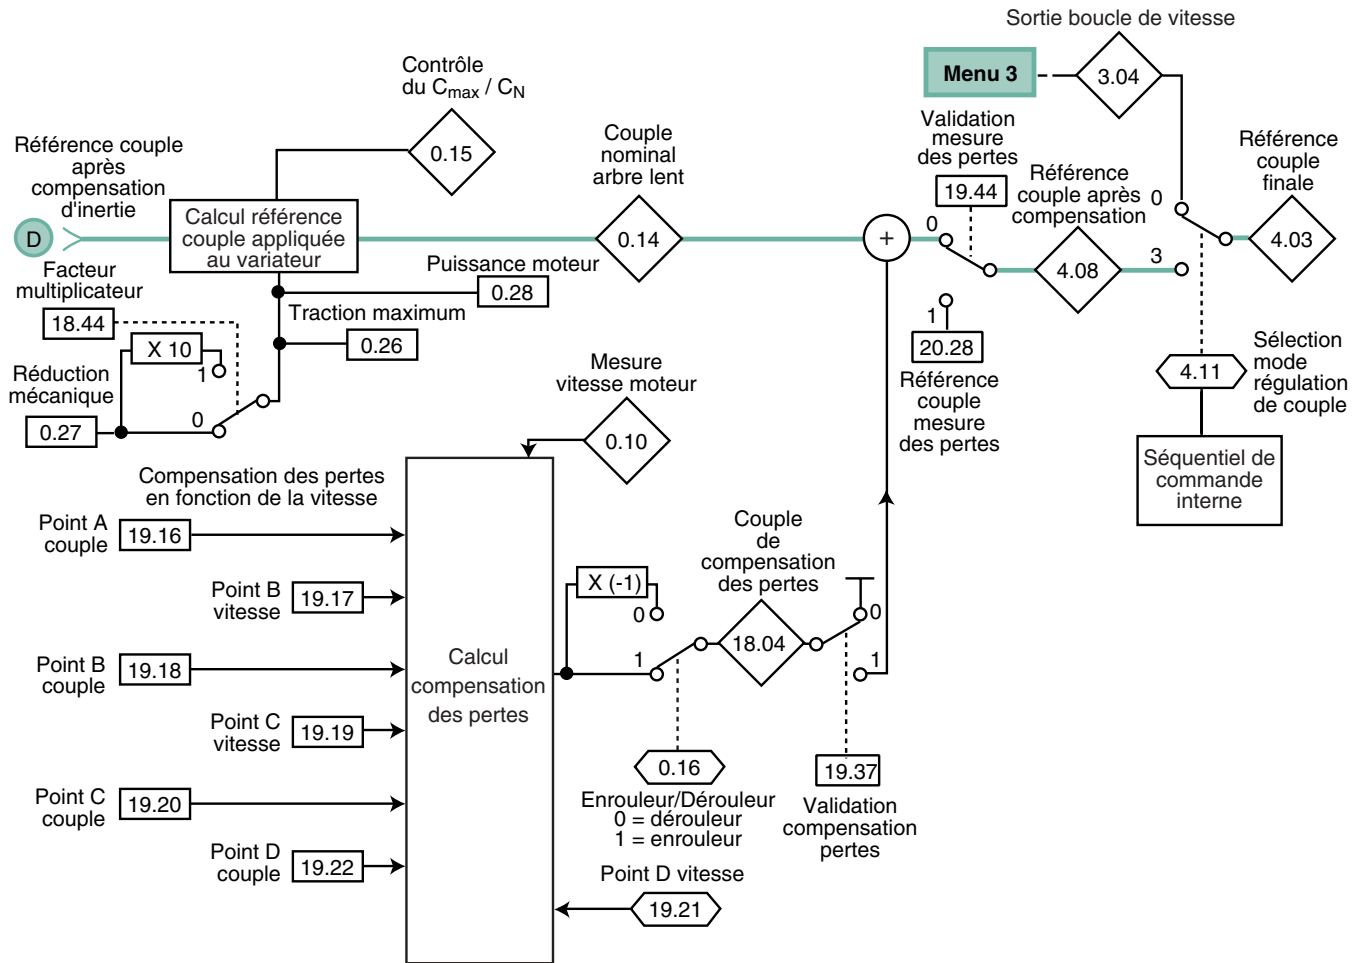 Sortie boucle de vitesse
Menu 3
3.04
Contrôle
du Cmax / CN
0.15
Référence couple
après
compensation
d'inertie
D
Calcul référence
couple appliquée
au variateur
Couple
nominal
arbre lent
0.14
+
Validation
mesure
des pertes
19.44
0
1
20.28
Référence
couple
mesure
des pertes
Référence
couple après
compensation
4.08
0
3
Référence
couple
finale
4.03
4.11
Sélection
mode
régulation
de couple
Séquentiel de
commande
interne
Facteur
multiplicateur
18.44
Puissance moteur
0.28
Traction maximum
0.26
X 10
1
0
Réduction
mécanique
0.27
Mesure
vitesse moteur
0.10
Compensation des pertes
en fonction de la vitesse
Point A
couple
19.16
Point B
vitesse
19.17
Point B
couple
19.18
Point C
vitesse
19.19
Point C
couple
19.20
Point D
couple
19.22
Calcul
compensation
des pertes
X (-1)
0
1
Couple
de
compensation
des pertes
18.04
0
1
0.16
Enrouleur/Dérouleur
0 = dérouleur
1 = enrouleur
19.37
Validation
compensation
pertes
Point D vitesse
19.21